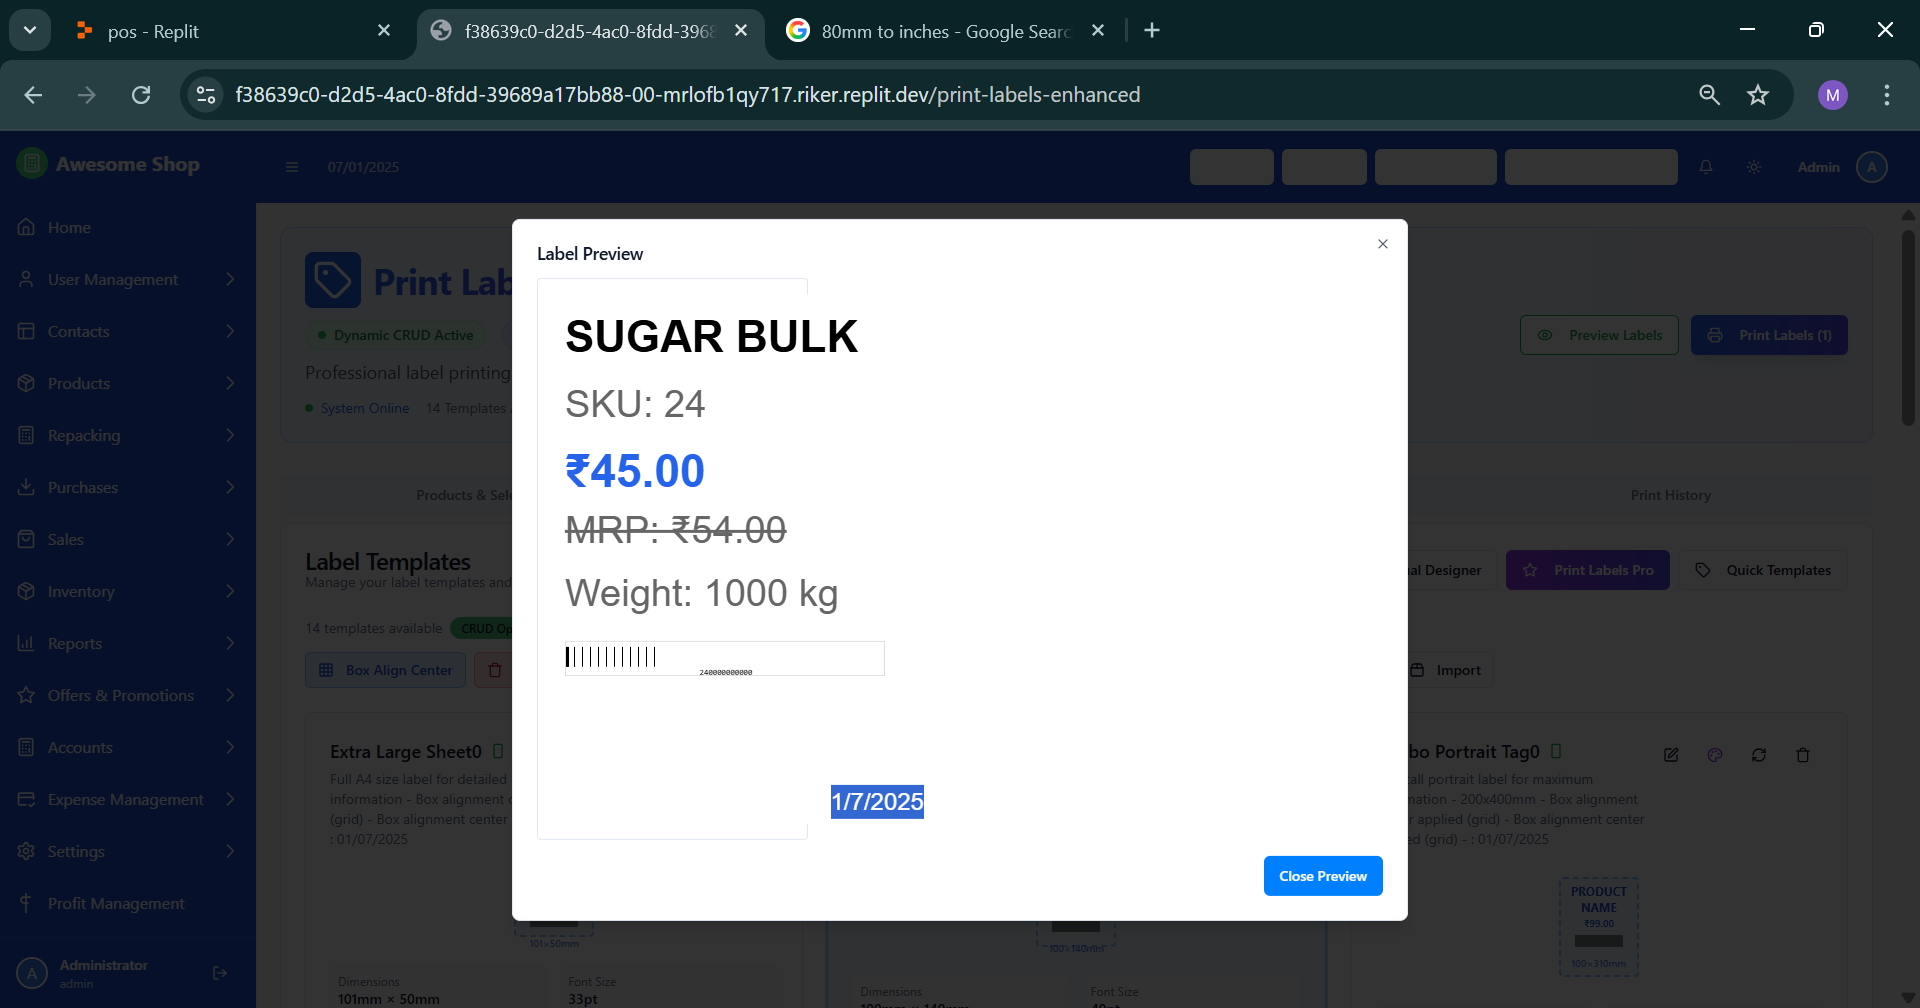 pos - Replit
f38639c0-d2d5-4ac0-8fdd-3968
80mm to inches - Google Searc
f38639c0-d2d5-4ac0-8fdd-39689a17bb88-00-mrlofb1qy717.riker.replit.dev/print-labels-enhanced
M
Awesome Shop
07/01/2025
Admin
A
Home
User Management
Contacts
Products
Repacking
Purchases
Sales
Inventory
Reports
Offers & Promotions
Accounts
Expense Management
Settings
Profit Management
A
Administrator
admin
Print Lab
Dynamic CRUD Active
Professional label printing
System Online
14 Templates
Preview Labels
Print Labels (1)
Products & Sele
Print History
Label Templates
Manage your label templates and
14 templates available
CRUD Op
Box Align Center
al Designer
Print Labels Pro
Quick Templates
Import
Label Preview
SUGAR BULK
SKU: 24
₹45.00
MRP: ₹54.00
Weight: 1000 kg
240000000000
1/7/2025
Close Preview
Extra Large Sheet0
Full A4 size label for detailed
information - Box alignment c
(grid) - Box alignment center
: 01/07/2025
101×50mm
Dimensions
101mm × 50mm
Font Size
33pt
100×140mm
Dimensions
100mm × 140mm
Font Size
40pt
bo Portrait Tag0
all portrait label for maximum
mation - 200x400mm - Box alignment
r applied (grid) - Box alignment center
ed (grid) - : 01/07/2025
PRODUCT
NAME
₹99.00
100×310mm